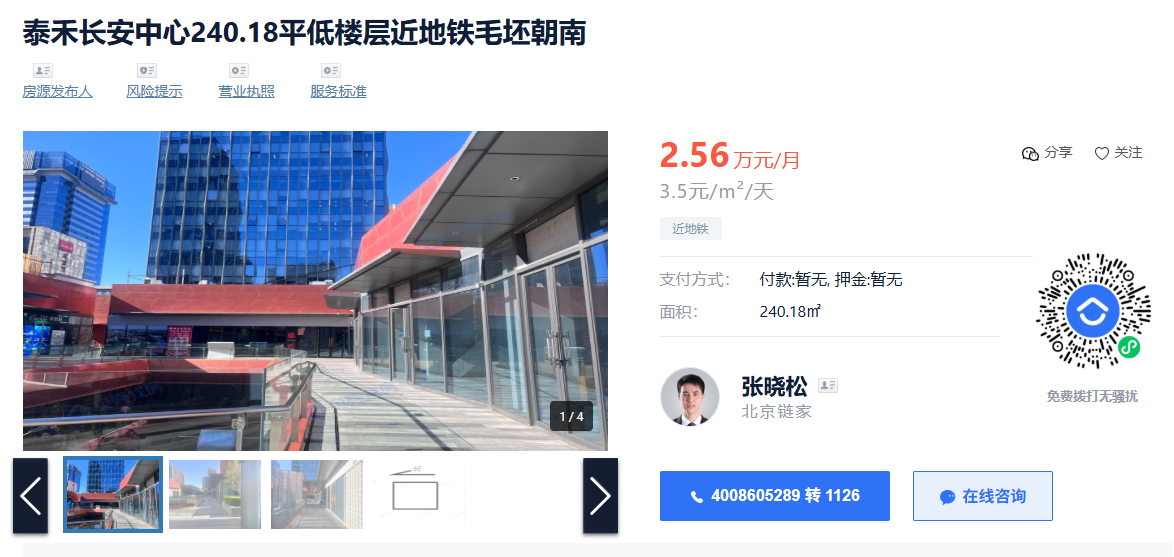 泰禾长安中心240.18平低楼层近地铁毛坯朝南
房源发布人 风险提示 营业执照 服务标准
2.56 万元/月
分享 关注
3.5元/m²/天
近地铁
支付方式： 付款:暂无, 押金:暂无
面积： 240.18㎡
张晓松
北京链家
免费拨打无骚扰
1 / 4
4008605289 转 1126
在线咨询